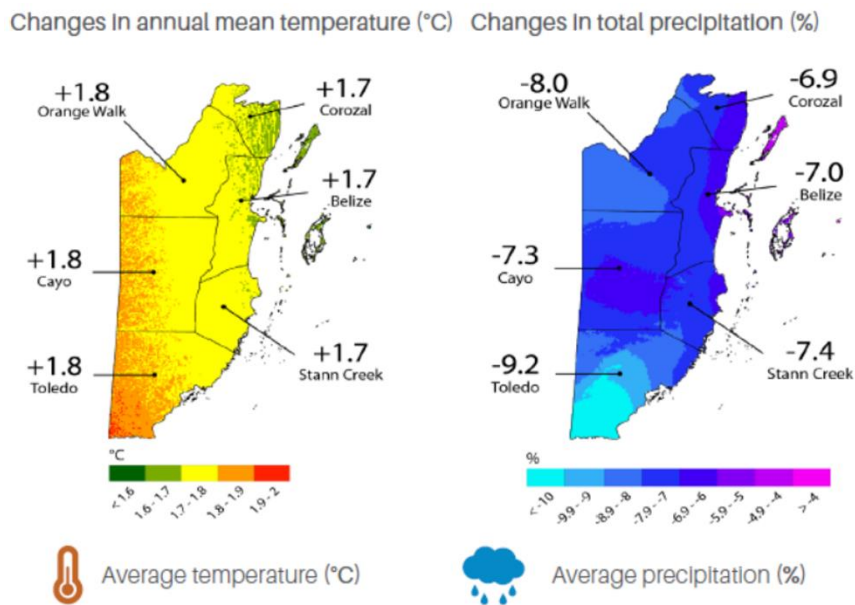 Changes in annual mean temperature (°C)
Changes in total precipitation (%)
+1.8
Orange Walk
+1.7
Corozal
+1.7
Belize
+1.8
Cayo
+1.8
Toledo
+1.7
Stann Creek
°C
< 1.6
1.6 - 1.7
1.7 - 1.8
1.8 - 1.9
1.9 - 2
-8.0
Orange Walk
-6.9
Corozal
-7.0
Belize
-7.3
Cayo
-9.2
Toledo
-7.4
Stann Creek
%
< -10
-9.9 - -9
-8.9 - -8
-7.9 - -7
-6.9 - -6
-5.9 - -5
-4.9 - -4
> -4
Average temperature (°C)
Average precipitation (%)